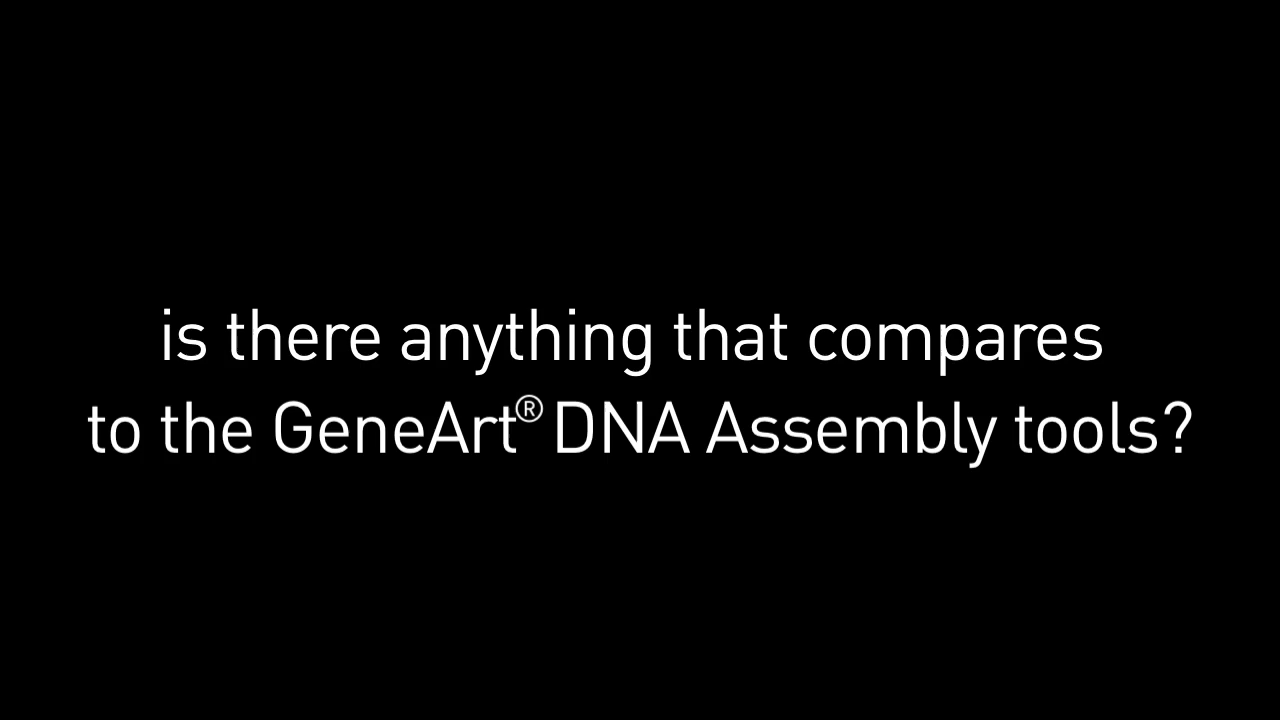 is there anything that compares
to the GeneArt® DNA Assembly tools?